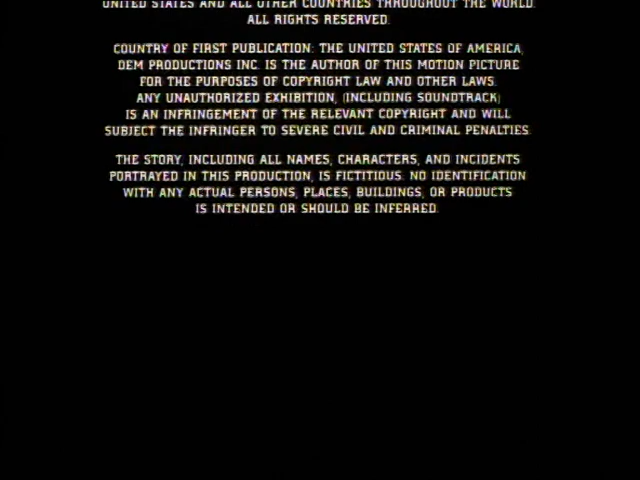 UNITED STATES AND ALL OTHER COUNTRIES THROUGHOUT THE WORLD.
ALL RIGHTS RESERVED.
COUNTRY OF FIRST PUBLICATION: THE UNITED STATES OF AMERICA,
DEM PRODUCTIONS INC. IS THE AUTHOR OF THIS MOTION PICTURE
FOR THE PURPOSES OF COPYRIGHT LAW AND OTHER LAWS.
ANY UNAUTHORIZED EXHIBITION, (INCLUDING SOUNDTRACK)
IS AN INFRINGEMENT OF THE RELEVANT COPYRIGHT AND WILL
SUBJECT THE INFRINGER TO SEVERE CIVIL AND CRIMINAL PENALTIES.
THE STORY, INCLUDING ALL NAMES, CHARACTERS, AND INCIDENTS
PORTRAYED IN THIS PRODUCTION, IS FICTITIOUS. NO IDENTIFICATION
WITH ANY ACTUAL PERSONS, PLACES, BUILDINGS, OR PRODUCTS
IS INTENDED OR SHOULD BE INFERRED.